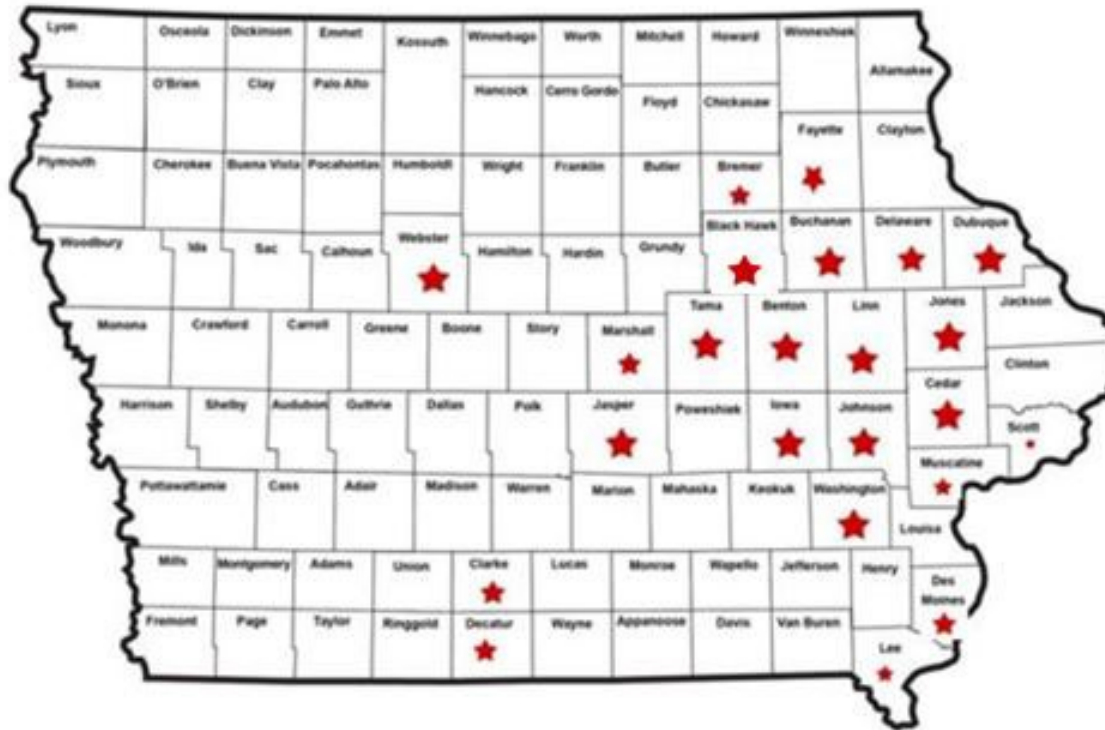 Lyon
Osceola
Dickinson
Emmet
Kossuth
Winnebago
Worth
Mitchell
Howard
Winneshiek
Allamakee
Sioux
O'Brien
Clay
Palo Alto
Hancock
Cerro Gordo
Floyd
Chickasaw
Fayette
Clayton
Plymouth
Cherokee
Buena Vista
Pocahontas
Humboldt
Wright
Franklin
Butler
Bremer
Black Hawk
Buchanan
Delaware
Dubuque
Woodbury
Ida
Sac
Calhoun
Webster
Hamilton
Hardin
Grundy
Tama
Benton
Linn
Jones
Jackson
Monona
Crawford
Carroll
Greene
Boone
Story
Marshall
Clinton
Cedar
Harrison
Shelby
Audubon
Guthrie
Dallas
Polk
Jasper
Poweshiek
Iowa
Johnson
Scott
Muscatine
Pottawattamie
Cass
Adair
Madison
Warren
Marion
Mahaska
Keokuk
Washington
Louisa
Mills
Montgomery
Adams
Union
Clarke
Lucas
Monroe
Wapello
Jefferson
Henry
Des
Moines
Fremont
Page
Taylor
Ringgold
Decatur
Wayne
Appanoose
Davis
Van Buren
Lee